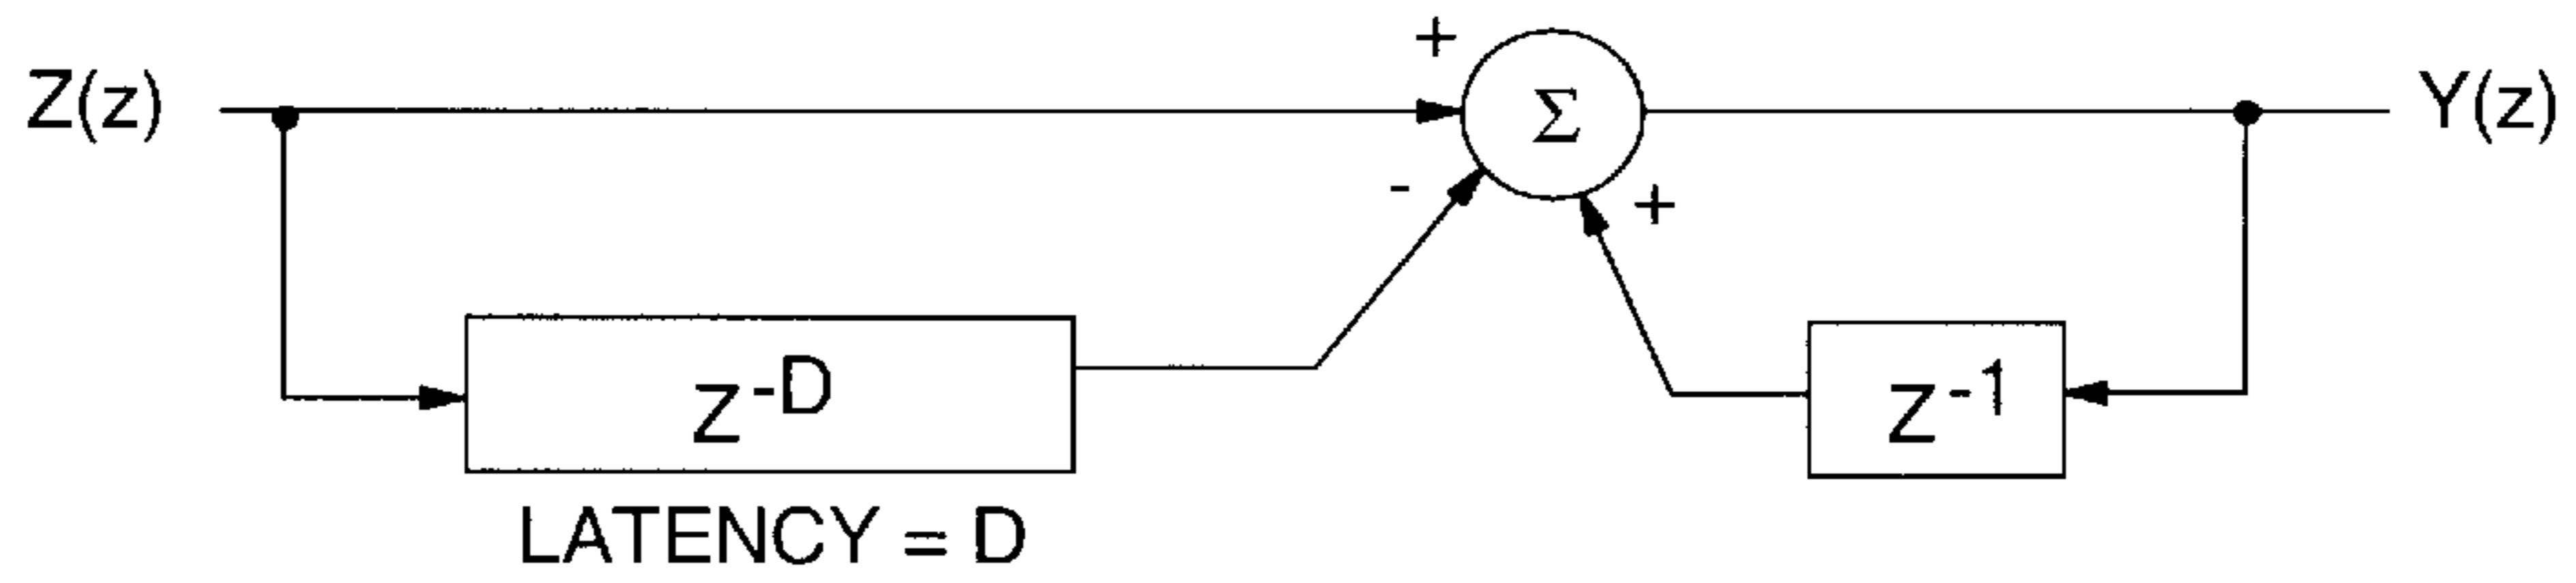 +
Z(z)
Σ
Y(z)
-
+
Z^-D
Z^-1
LATENCY = D